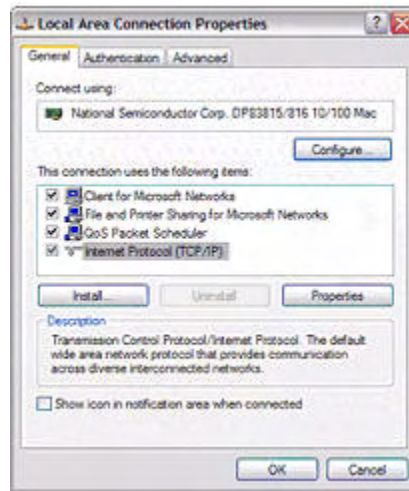 Local Area Connection Properties
General Authentication Advanced
Connect using:
National Semiconductor Corp. DP83815/816 10/100 Mac
Configure...
This connection uses the following items:
Client for Microsoft Networks
File and Printer Sharing for Microsoft Networks
QoS Packet Scheduler
Internet Protocol (TCP/IP)
Install... Uninstall Properties
Description
Transmission Control Protocol/Internet Protocol. The default
wide area network protocol that provides communication
across diverse interconnected networks.
Show icon in notification area when connected
OK Cancel